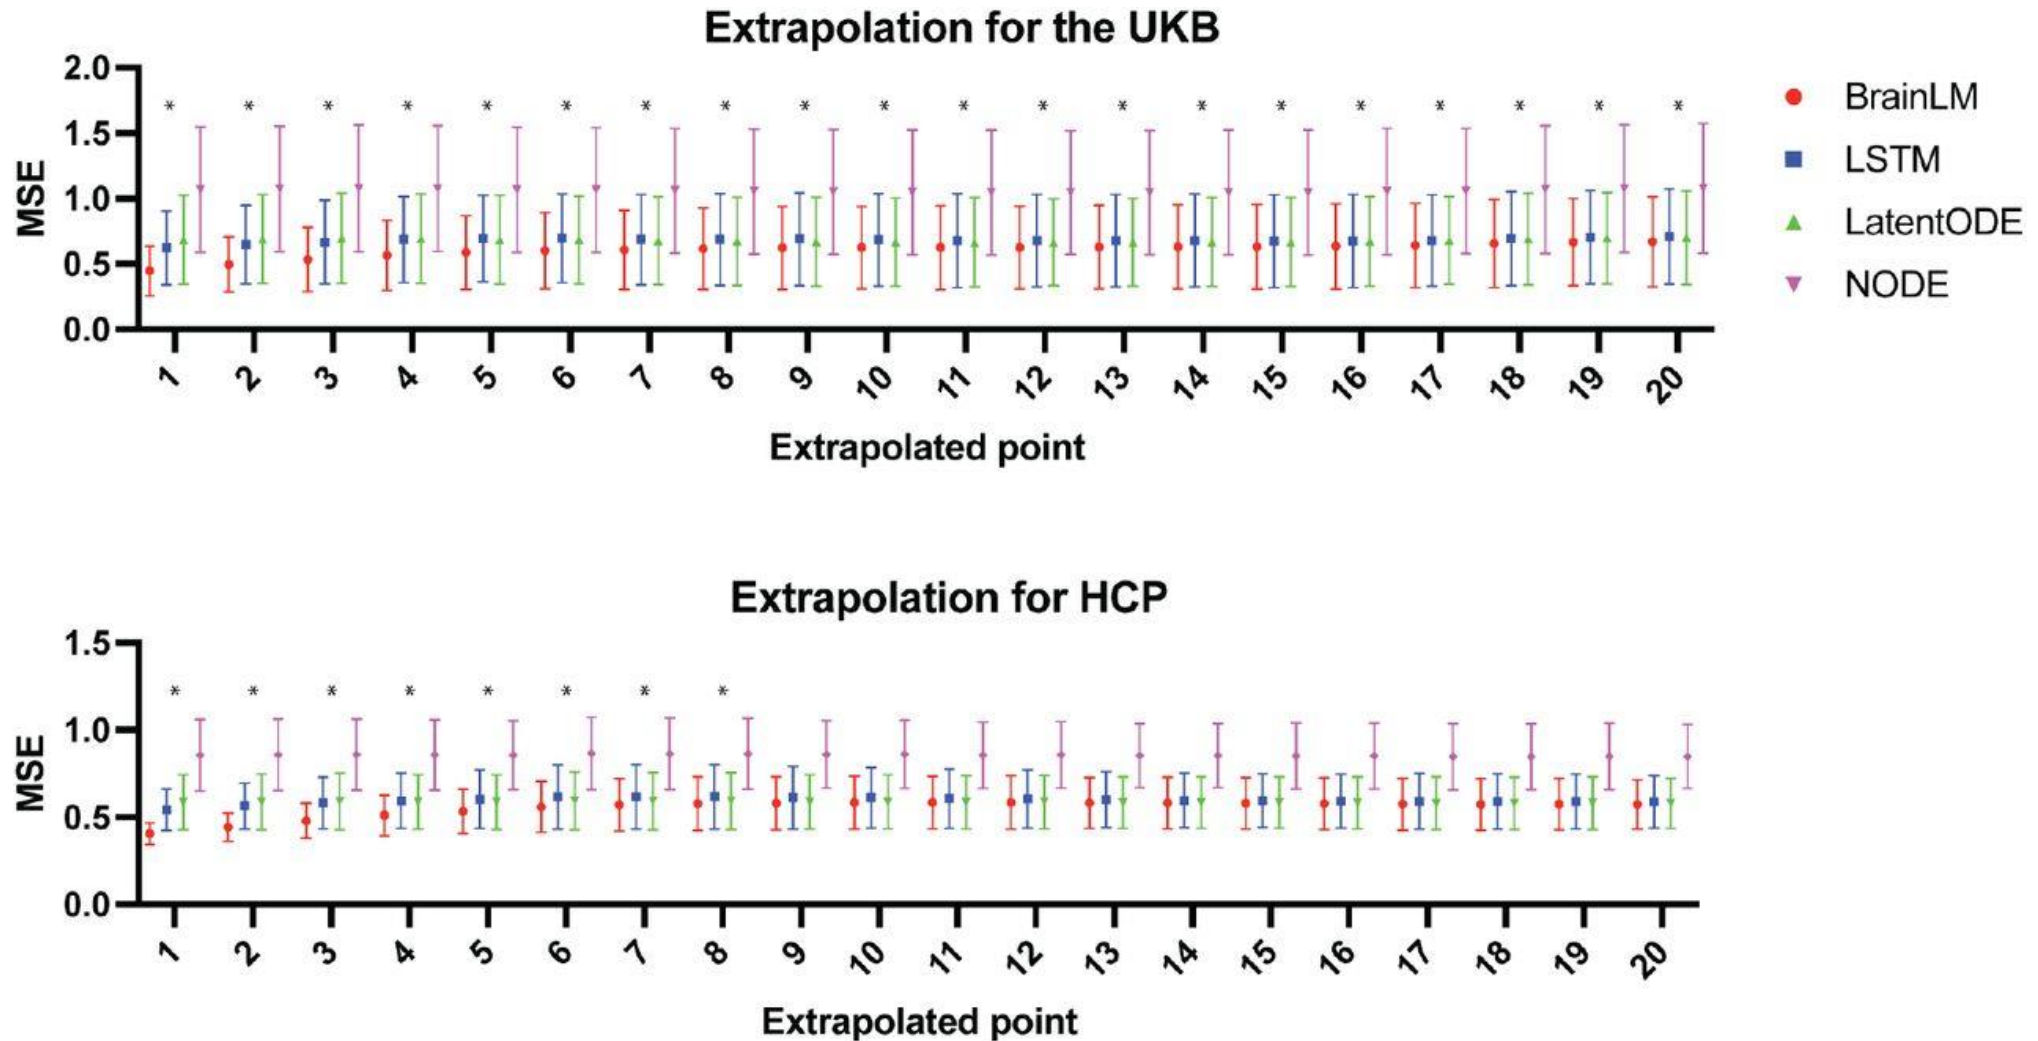 Extrapolation for the UKB
2.0
1.5
1.0
0.5
0.0
MSE
* * * * * * * * * * * * * * * * * * * *
1 2 3 4 5 6 7 8 9 10 11 12 13 14 15 16 17 18 19 20
Extrapolated point
BrainLM
LSTM
LatentODE
NODE
Extrapolation for HCP
1.5
1.0
0.5
0.0
MSE
* * * * * * * *
1 2 3 4 5 6 7 8 9 10 11 12 13 14 15 16 17 18 19 20
Extrapolated point